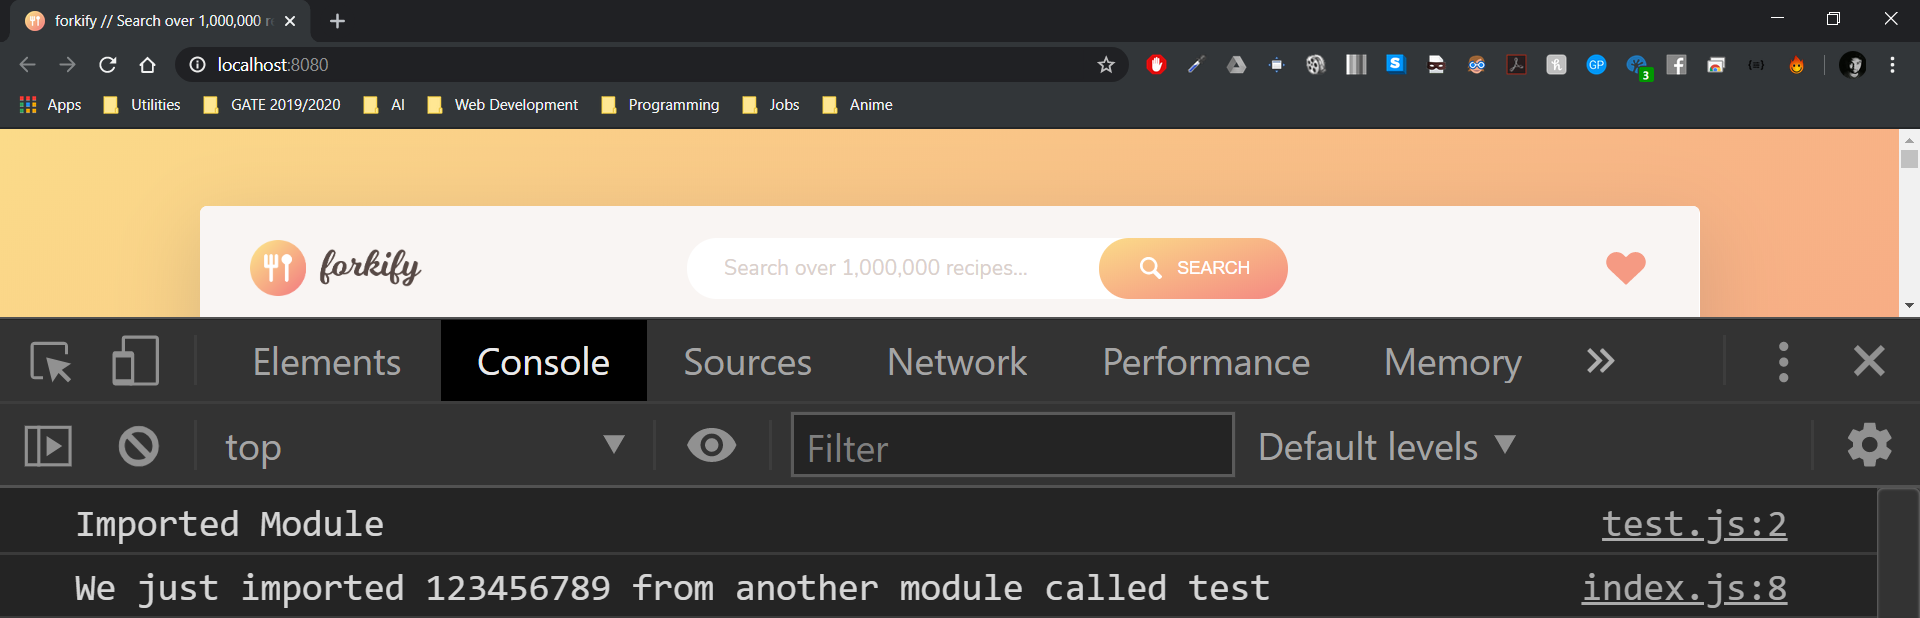 forkify // Search over 1,000,000 r
localhost:8080
Apps Utilities GATE 2019/2020 AI Web Development Programming Jobs Anime
forkify Search over 1,000,000 recipes... SEARCH
Elements Console Sources Network Performance Memory
top Filter Default levels
Imported Module test.js:2
We just imported 123456789 from another module called test index.js:8